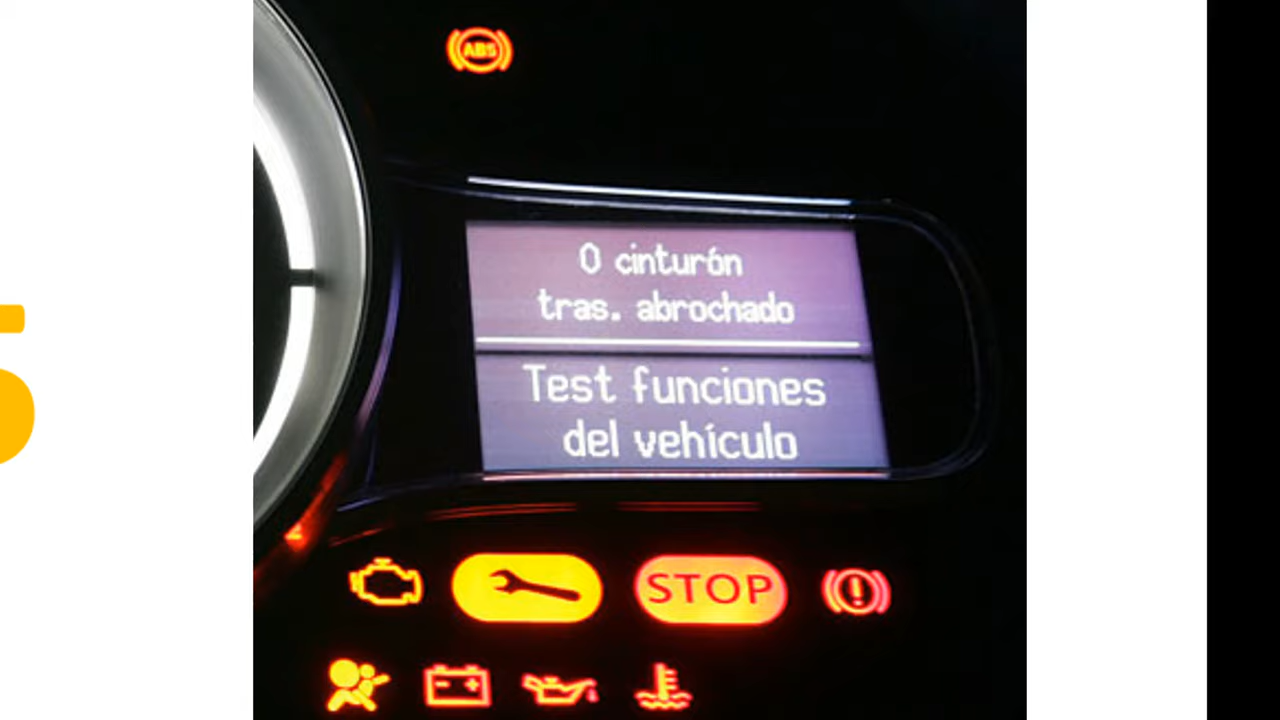 ABS
0 cinturón
tras. abrochado
Test funciones
del vehículo
STOP